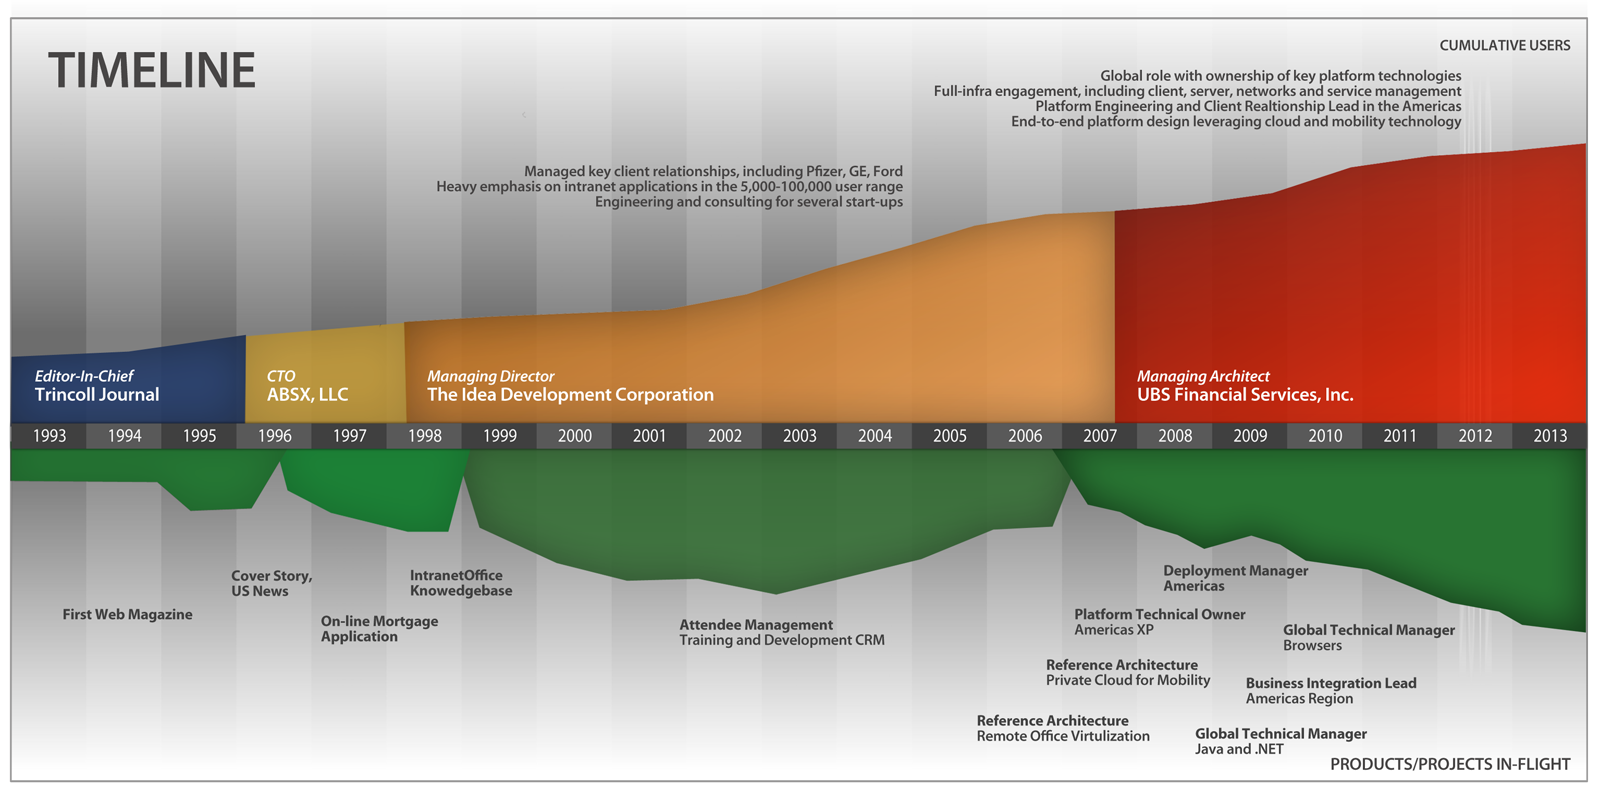 TIMELINE
CUMULATIVE USERS
Global role with ownership of key platform technologies
Full-infra engagement, including client, server, networks and service management
Platform Engineering and Client Realtionship Lead in the Americas
End-to-end platform design leveraging cloud and mobility technology
Managed key client relationships, including Pfizer, GE, Ford
Heavy emphasis on intranet applications in the 5,000-100,000 user range
Engineering and consulting for several start-ups
Editor-In-Chief
Trincoll Journal
CTO
ABSX, LLC
Managing Director
The Idea Development Corporation
Managing Architect
UBS Financial Services, Inc.
1993 1994 1995 1996 1997 1998 1999 2000 2001 2002 2003 2004 2005 2006 2007 2008 2009 2010 2011 2012 2013
First Web Magazine
Cover Story,
US News
On-line Mortgage
Application
IntranetOffice
Knowedgebase
Attendee Management
Training and Development CRM
Deployment Manager
Americas
Platform Technical Owner
Americas XP
Global Technical Manager
Browsers
Reference Architecture
Private Cloud for Mobility
Business Integration Lead
Americas Region
Reference Architecture
Remote Office Virtulization
Global Technical Manager
Java and .NET
PRODUCTS/PROJECTS IN-FLIGHT